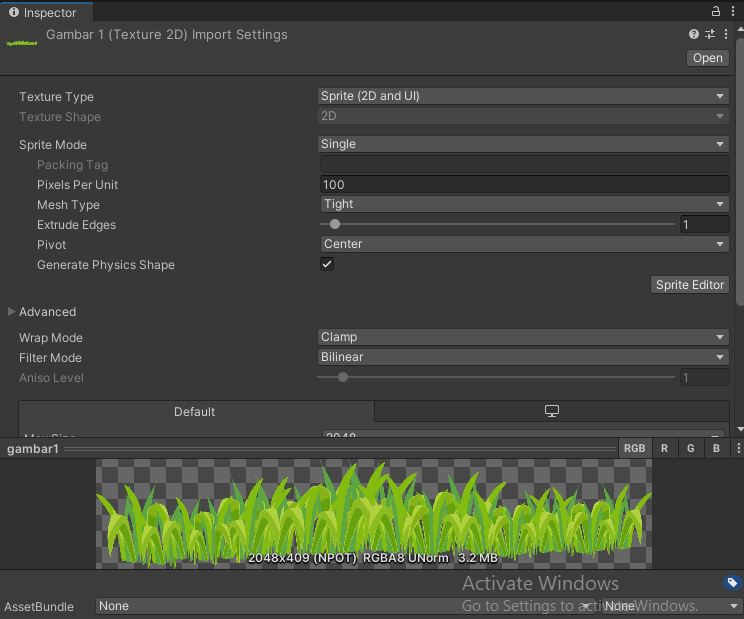 Inspector
Gambar 1 (Texture 2D) Import Settings
Open
Texture Type Sprite (2D and UI)
Texture Shape 2D
Sprite Mode Single
Packing Tag
Pixels Per Unit 100
Mesh Type Tight
Extrude Edges 1
Pivot Center
Generate Physics Shape
Sprite Editor
Advanced
Wrap Mode Clamp
Filter Mode Bilinear
Aniso Level 1
Default
Max Size 2048
gambar1 RGB R G B
2048x409 (NPOT) RGBA8 UNorm 3.2 MB
Activate Windows
Go to Settings to activate Windows.
AssetBundle None None